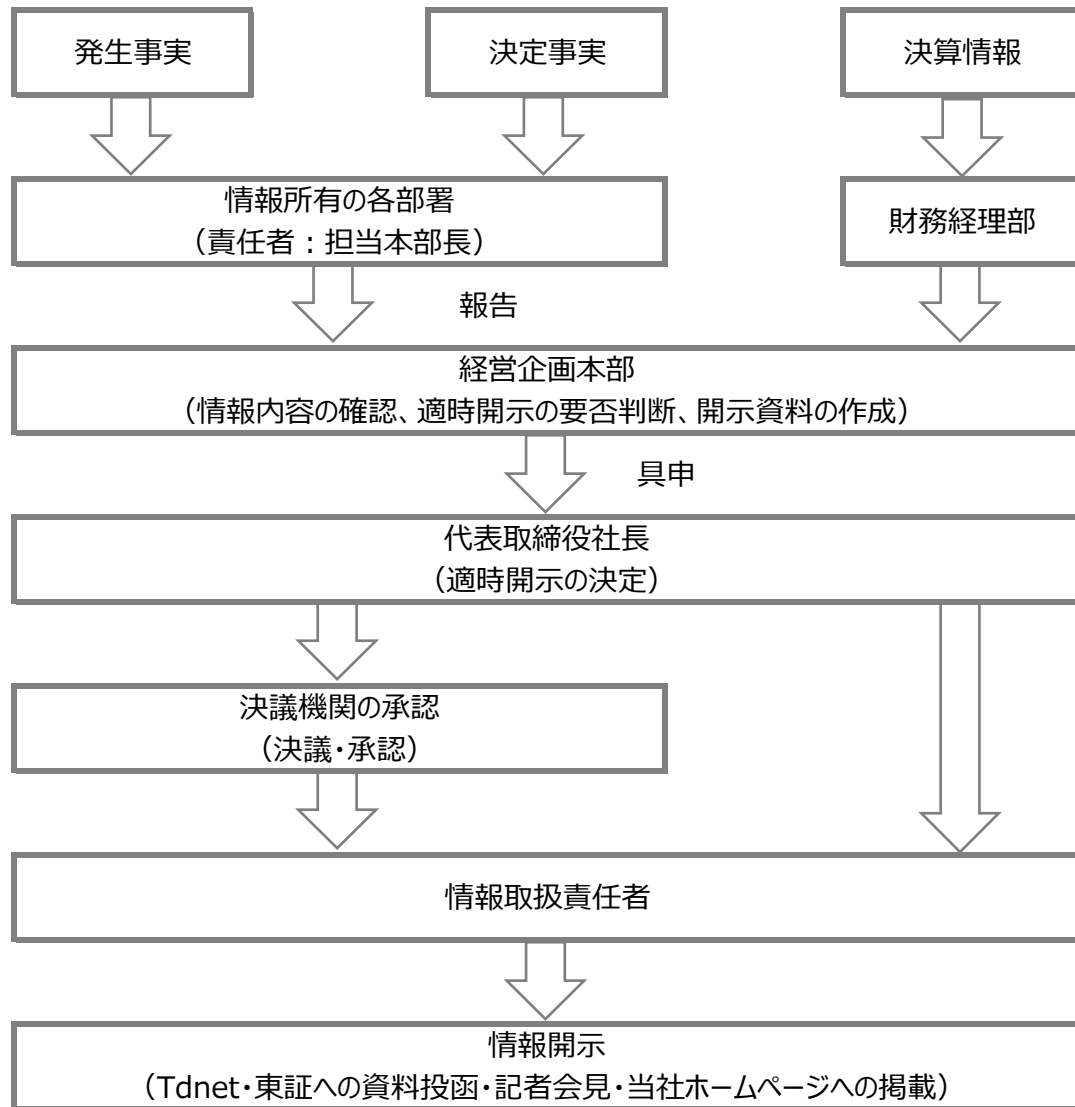 発生事実
決定事実
決算情報
情報所有の各部署
（責任者：担当本部長）
財務経理部
報告
経営企画本部
（情報内容の確認、適時開示の要否判断、開示資料の作成）
具申
代表取締役社長
（適時開示の決定）
決議機関の承認
（決議・承認）
情報取扱責任者
情報開示
（Tdnet・東証への資料投函・記者会見・当社ホームページへの掲載）